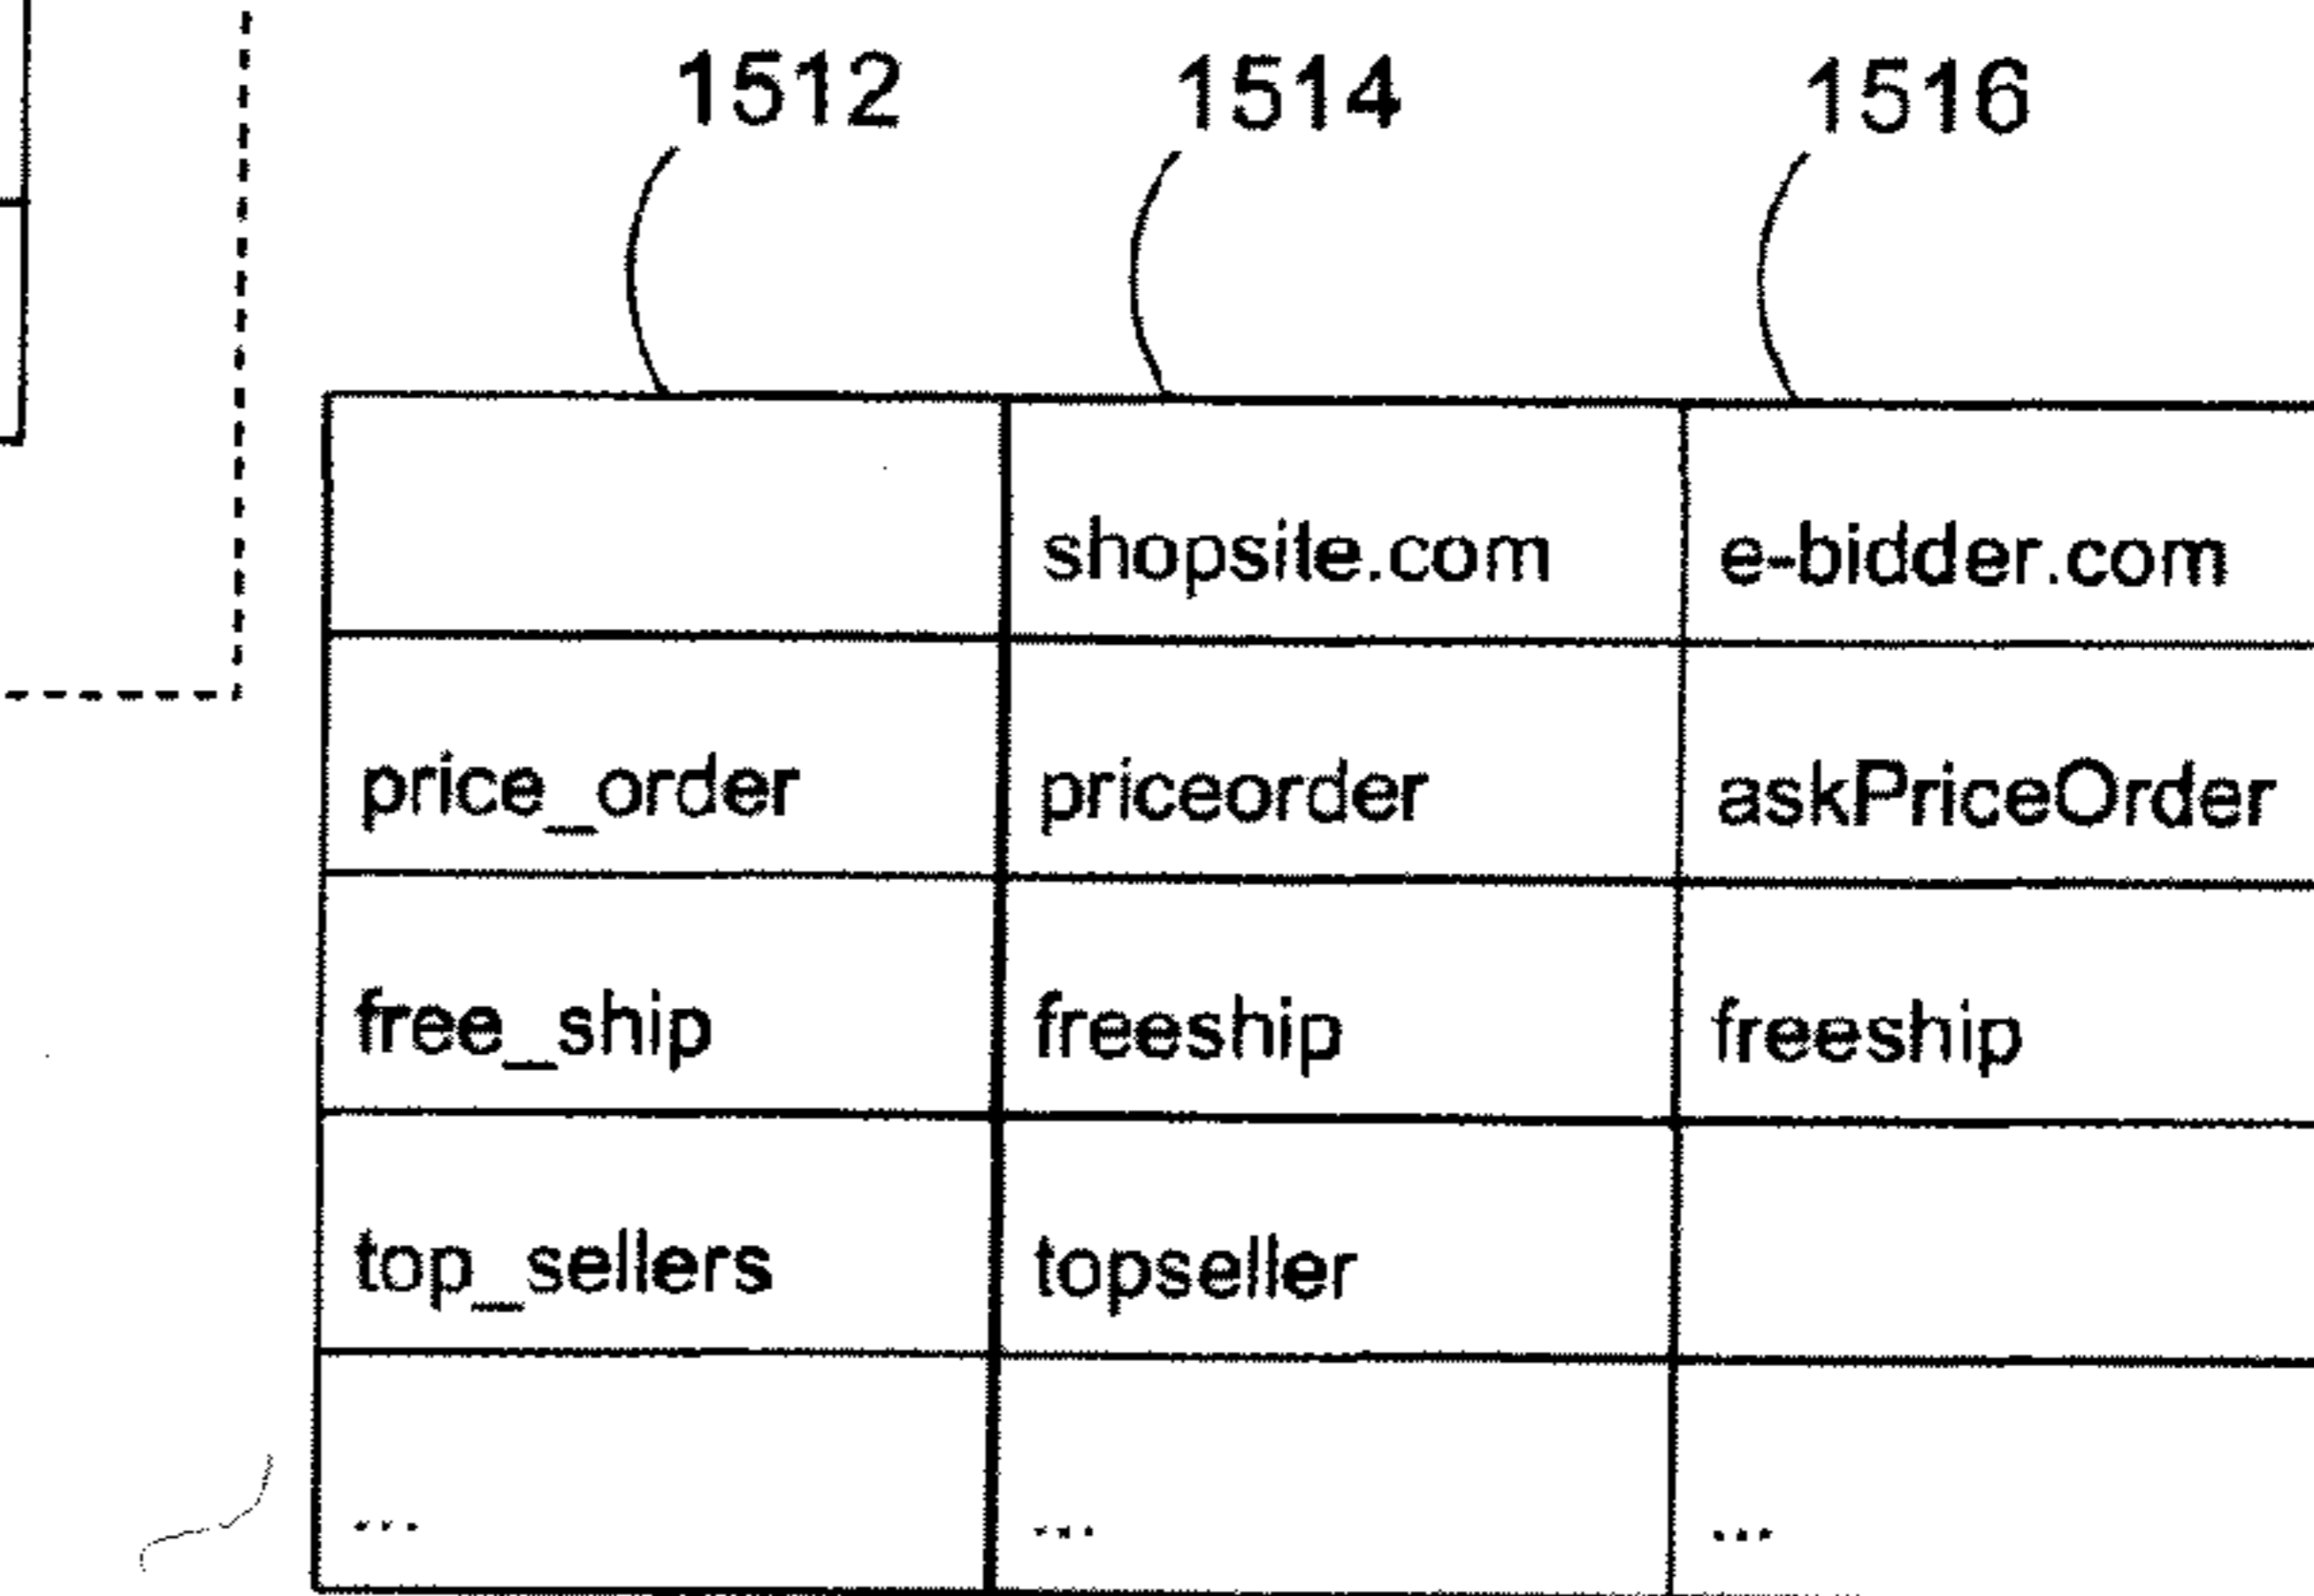 1512 1514 1516
shopsite.com e-bidder.com
price_order priceorder askPriceOrder
free_ship freeship freeship
top_sellers topseller
... ... ...